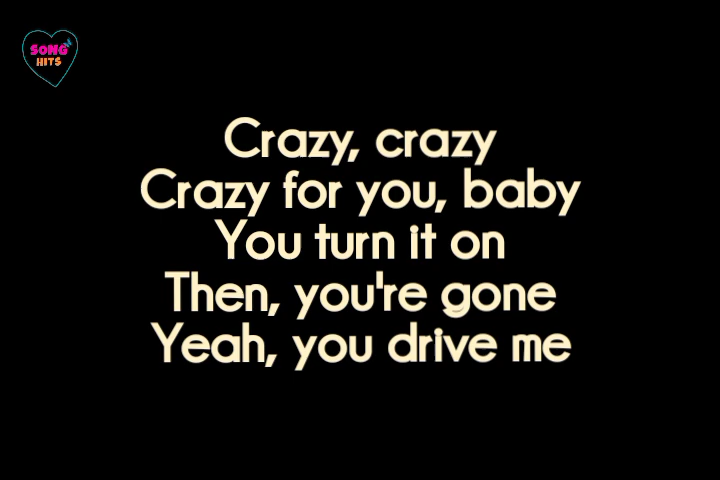 SONG
HITS
Crazy, crazy
Crazy for you, baby
You turn it on
Then, you're gone
Yeah, you drive me